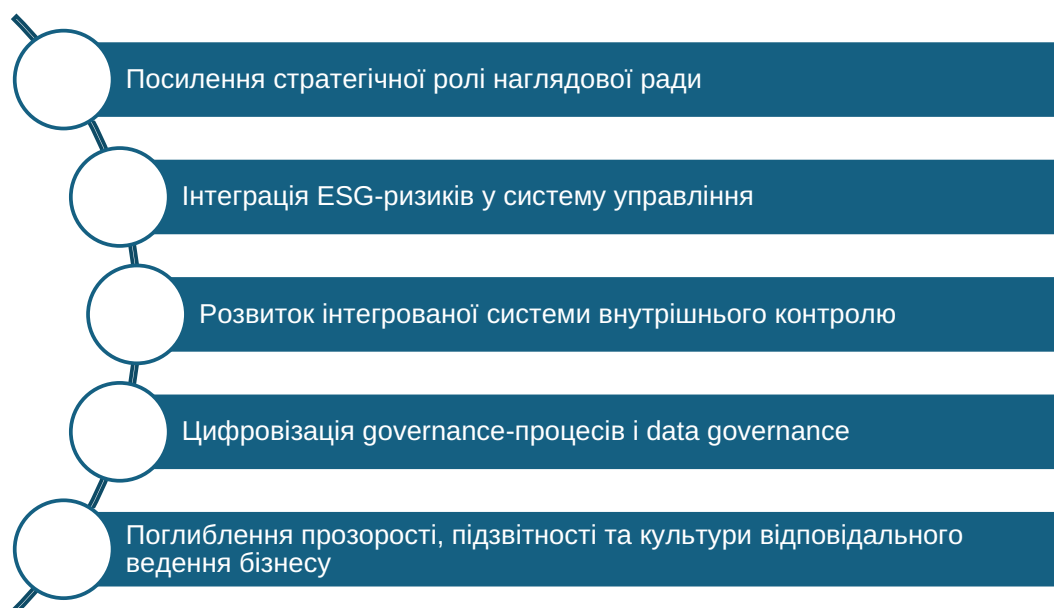 Посилення стратегічної ролі наглядової ради
Інтеграція ESG-ризиків у систему управління
Розвиток інтегрованої системи внутрішнього контролю
Цифровізація governance-процесів і data governance
Поглиблення прозорості, підзвітності та культури відповідального
ведення бізнесу